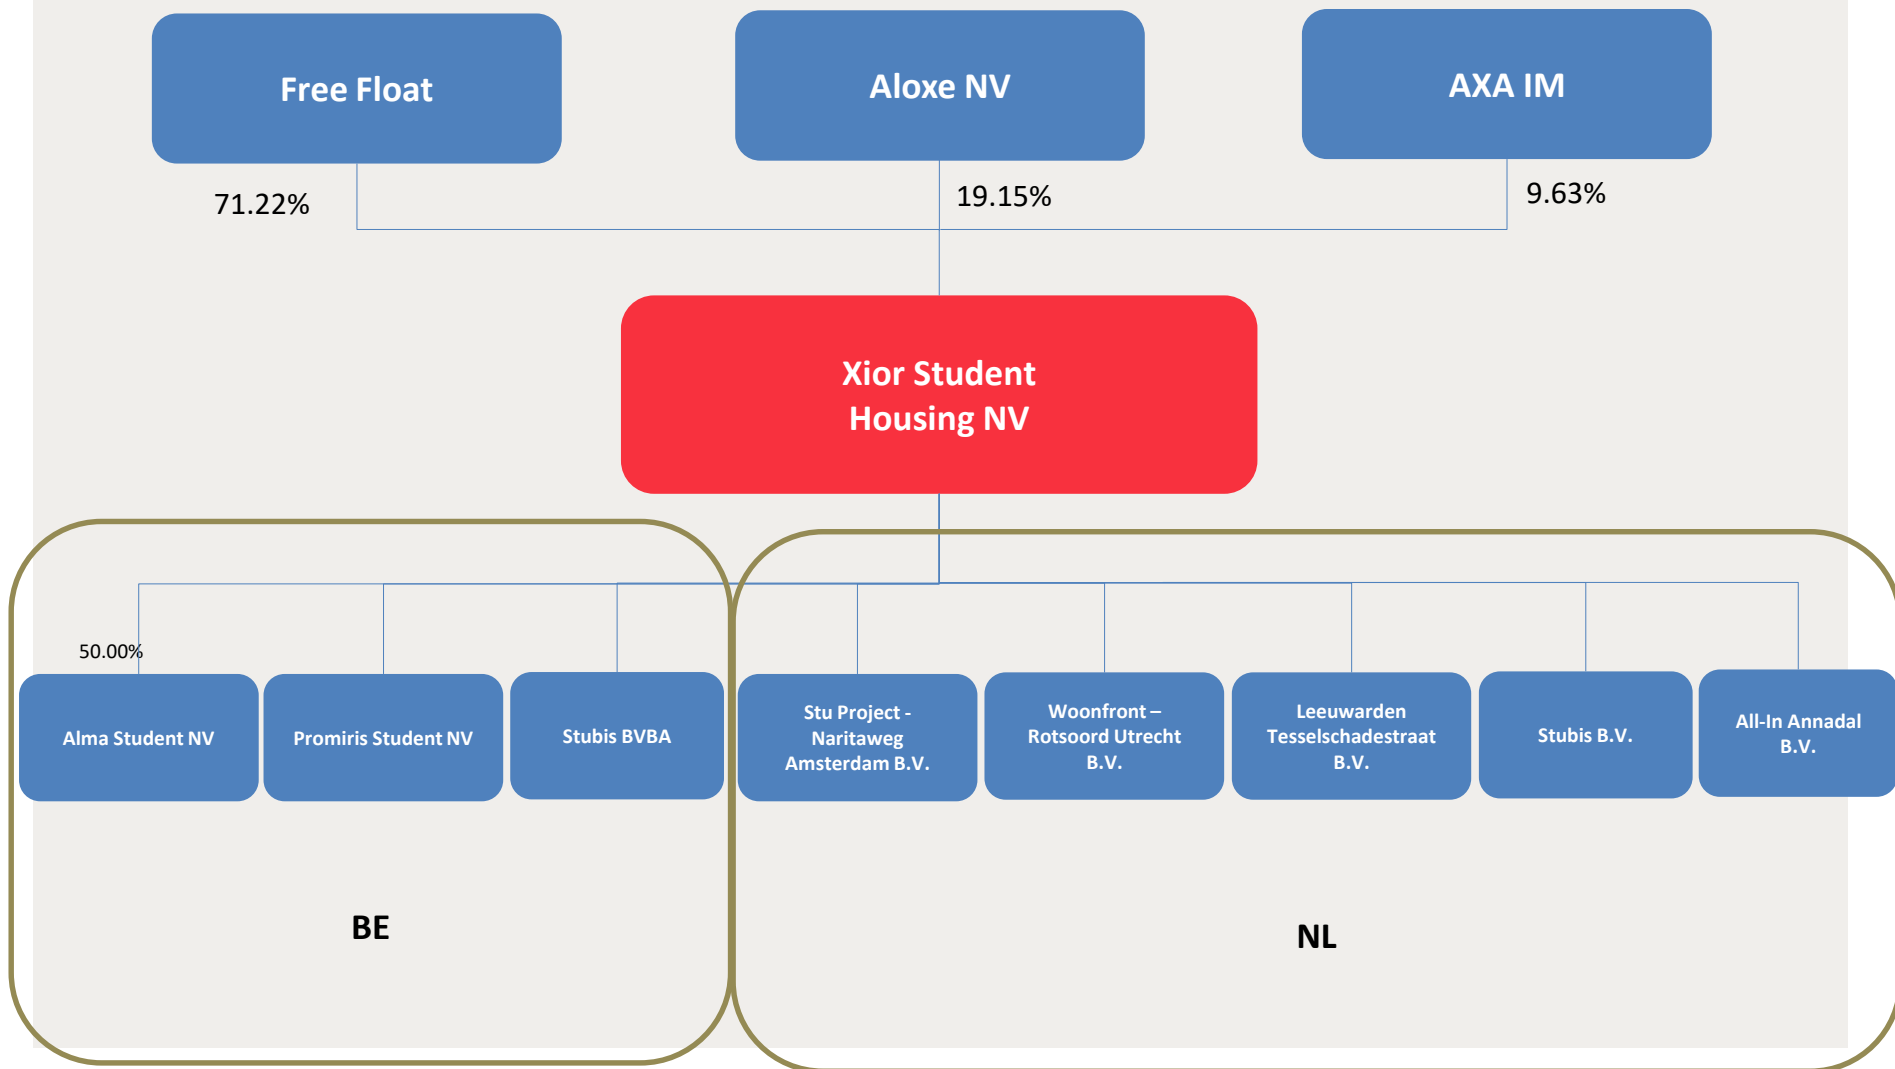 Free Float
Aloxe NV
AXA IM
71.22%
19.15%
9.63%
Xior Student
Housing NV
50.00%
Alma Student NV
Promiris Student NV
Stubis BVBA
Stu Project -
Naritaweg
Amsterdam B.V.
Woonfront –
Rotsoord Utrecht
B.V.
Leeuwarden
Tesselschadestraat
B.V.
Stubis B.V.
All-In Annadal
B.V.
BE
NL